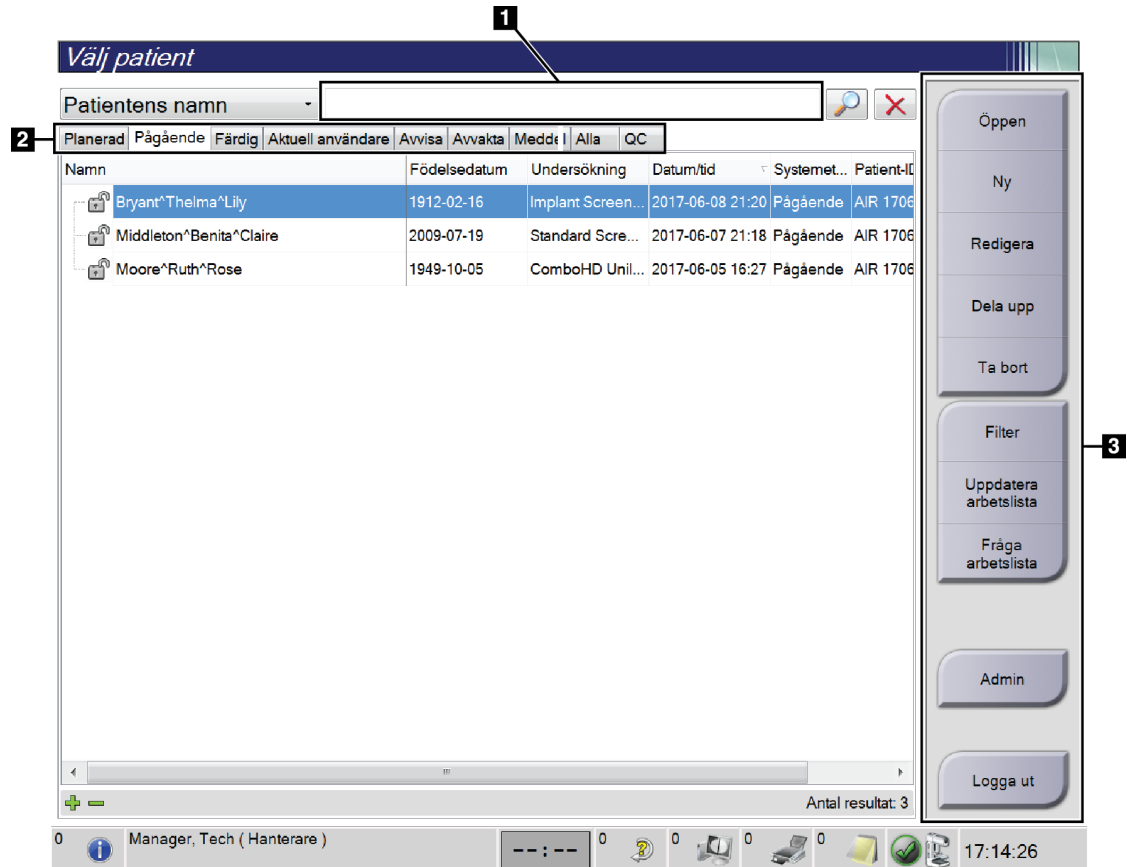 1
Välj patient
Patientens namn
2
Planerad Pågående Färdig Aktuell användare Avvisa Avvakta Meddel Alla QC
Namn Födelsedatum Undersökning Datum/tid Systemet... Patient-ID
Bryant^Thelma^Lily 1912-02-16 Implant Screen... 2017-06-08 21:20 Pågående AIR 1706
Middleton^Benita^Claire 2009-07-19 Standard Scre... 2017-06-07 21:18 Pågående AIR 1706
Moore^Ruth^Rose 1949-10-05 ComboHD Unil... 2017-06-05 16:27 Pågående AIR 1706
Antal resultat: 3
Öppen
Ny
Redigera
Dela upp
Ta bort
Filter
3
Uppdatera
arbetslista
Fråga
arbetslista
Admin
Logga ut
0 Manager, Tech ( Hanterare ) --:-- 0 0 0 0 17:14:26